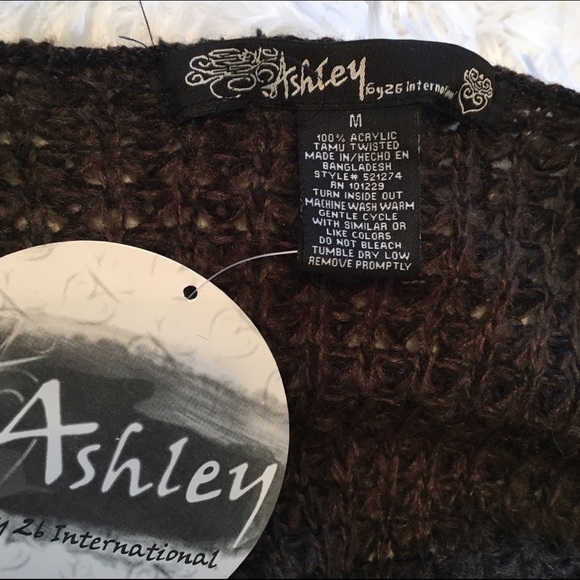 Ashley by 26 International
M
100% ACRYLIC
TAMU TWISTED
MADE IN/HECHO EN
BANGLADESH
STYLE# 521274
RN 101229
TURN INSIDE OUT
MACHINE WASH WARM
GENTLE CYCLE
WITH SIMILAR OR
LIKE COLORS
DO NOT BLEACH
TUMBLE DRY LOW
REMOVE PROMPTLY
Ashley
y 26 International